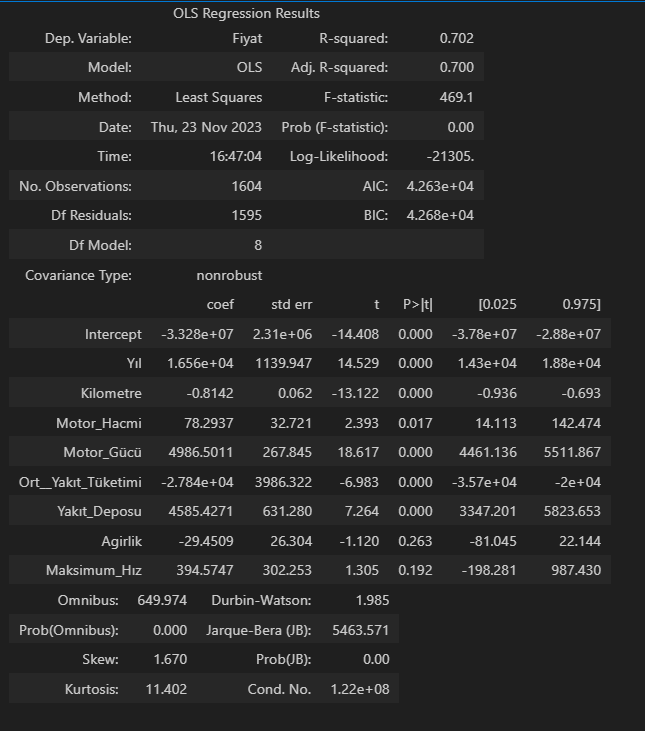 OLS Regression Results
Dep. Variable: Fiyat R-squared: 0.702
Model: OLS Adj. R-squared: 0.700
Method: Least Squares F-statistic: 469.1
Date: Thu, 23 Nov 2023 Prob (F-statistic): 0.00
Time: 16:47:04 Log-Likelihood: -21305.
No. Observations: 1604 AIC: 4.263e+04
Df Residuals: 1595 BIC: 4.268e+04
Df Model: 8
Covariance Type: nonrobust
coef std err t P>|t| [0.025 0.975]
Intercept -3.328e+07 2.31e+06 -14.408 0.000 -3.78e+07 -2.88e+07
Yıl 1.656e+04 1139.947 14.529 0.000 1.43e+04 1.88e+04
Kilometre -0.8142 0.062 -13.122 0.000 -0.936 -0.693
Motor_Hacmi 78.2937 32.721 2.393 0.017 14.113 142.474
Motor_Gücü 4986.5011 267.845 18.617 0.000 4461.136 5511.867
Ort__Yakıt_Tüketimi -2.784e+04 3986.322 -6.983 0.000 -3.57e+04 -2e+04
Yakıt_Deposu 4585.4271 631.280 7.264 0.000 3347.201 5823.653
Agirlik -29.4509 26.304 -1.120 0.263 -81.045 22.144
Maksimum_Hız 394.5747 302.253 1.305 0.192 -198.281 987.430
Omnibus: 649.974 Durbin-Watson: 1.985
Prob(Omnibus): 0.000 Jarque-Bera (JB): 5463.571
Skew: 1.670 Prob(JB): 0.00
Kurtosis: 11.402 Cond. No. 1.22e+08